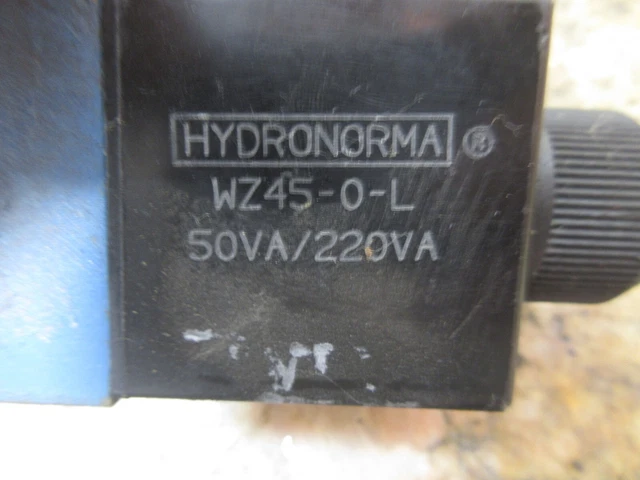 HYDRONORMA ®
WZ45-0-L
50VA/220VA